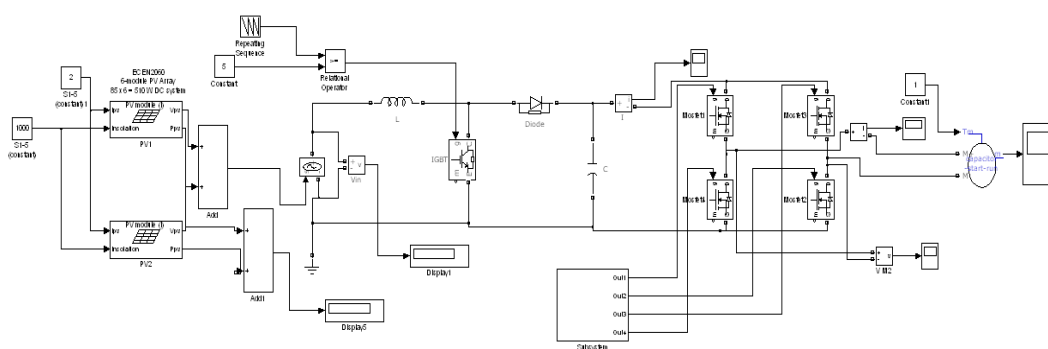 Repeating
Sequence
5
Constant
>=
Relational
Operator
ECEN2060
6-module PV Array
85 x 6 = 510 W DC system
2
S1-5
(constant)1
1000
S1-5
(constant)
PV module (I)
Ipv
Vpv
Insolation
Ppv
PV1
PV module (I)
Ipv
Vpv
Insolation
Ppv
PV2
+
+
Add
+
+
Add1
L
Diode
IGBT
Vin
C
I
Display1
Display5
Mosfet1
Mosfet3
Mosfet4
Mosfet2
1
Constant1
Tm
capacitor
start-run
V M2
Out1
Out2
Out3
Out4
Subsystem